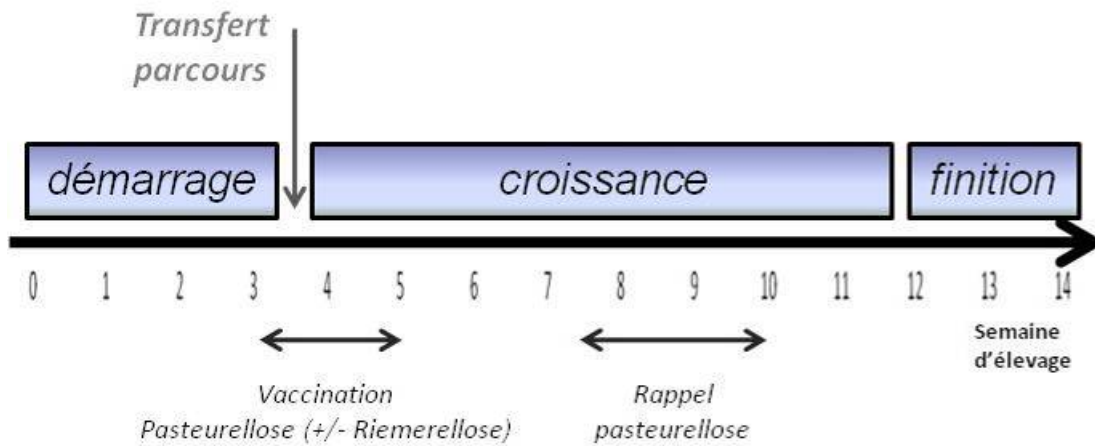 Transfert
parcours
démarrage
croissance
finition
0 1 2 3 4 5 6 7 8 9 10 11 12 13 14
Semaine
d'élevage
Vaccination
Pasteurellose (+/- Riemerellose)
Rappel
pasteurellose